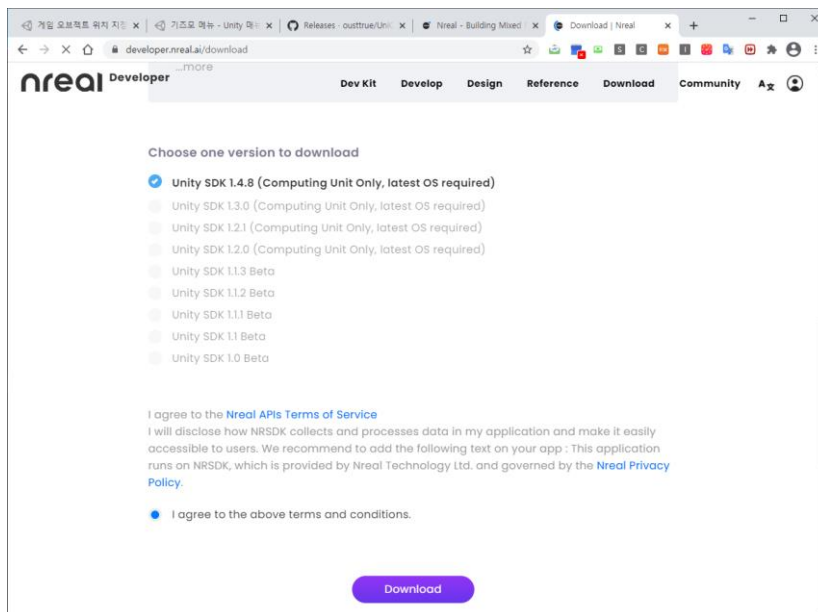 게임 오브젝트 위치 지정
기즈모 메뉴 - Unity 매뉴
Releases · ousttrue/Uni
Nreal - Building Mixed
Download | Nreal
developer.nreal.ai/download
...more
nreal Developer
Dev Kit Develop Design Reference Download Community
Choose one version to download
Unity SDK 1.4.8 (Computing Unit Only, latest OS required)
Unity SDK 1.3.0 (Computing Unit Only, latest OS required)
Unity SDK 1.2.1 (Computing Unit Only, latest OS required)
Unity SDK 1.2.0 (Computing Unit Only, latest OS required)
Unity SDK 1.1.3 Beta
Unity SDK 1.1.2 Beta
Unity SDK 1.1.1 Beta
Unity SDK 1.1 Beta
Unity SDK 1.0 Beta
I agree to the Nreal APIs Terms of Service
I will disclose how NRSDK collects and processes data in my application and make it easily
accessible to users. We recommend to add the following text on your app : This application
runs on NRSDK, which is provided by Nreal Technology Ltd. and governed by the Nreal Privacy
Policy.
I agree to the above terms and conditions.
Download